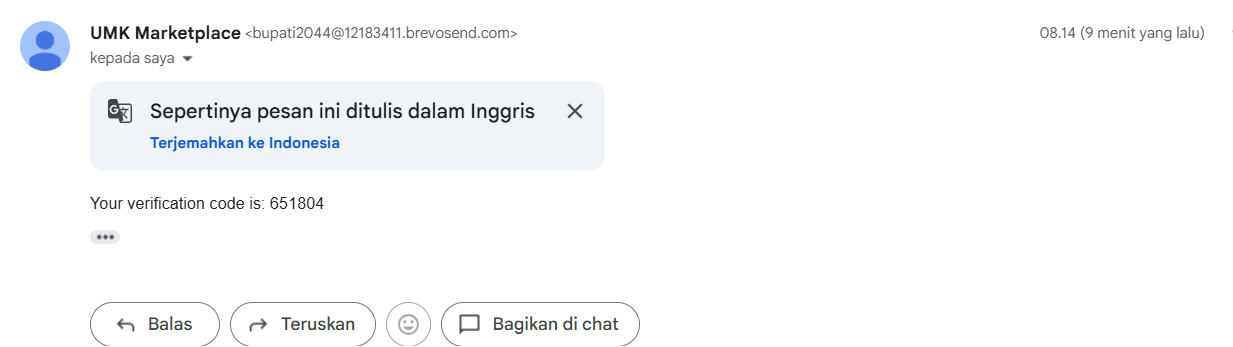 UMK Marketplace <bupati2044@12183411.brevosend.com>
08.14 (9 menit yang lalu)
kepada saya
Sepertinya pesan ini ditulis dalam Inggris
Terjemahkan ke Indonesia
Your verification code is: 651804
Balas
Teruskan
Bagikan di chat